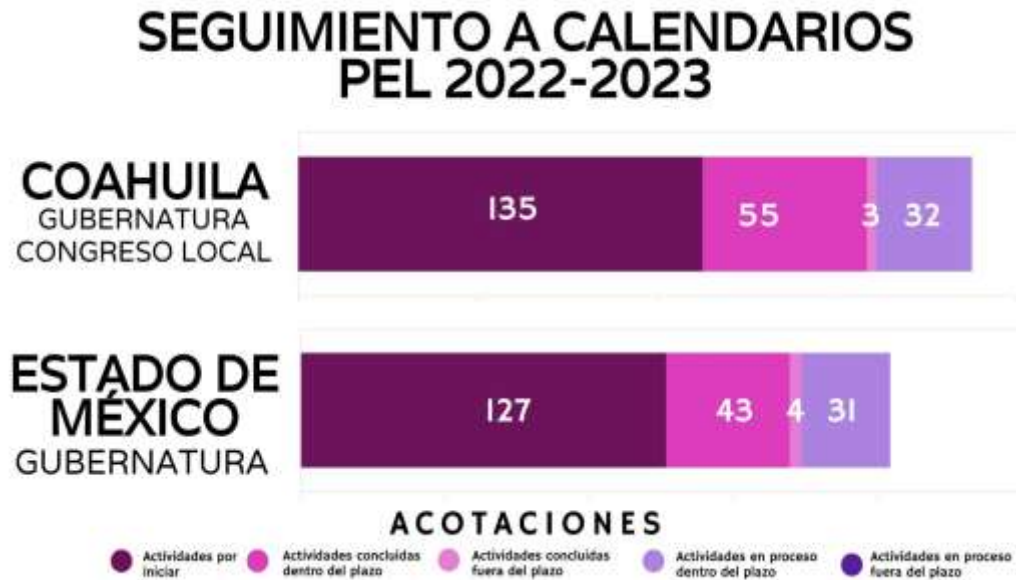 SEGUIMIENTO A CALENDARIOS
PEL 2022-2023
COAHUILA
GUBERNATURA
CONGRESO LOCAL
135 55 3 32
ESTADO DE
MÉXICO
GUBERNATURA
127 43 4 31
ACOTACIONES
Actividades por
iniciar
Actividades concluidas
dentro del plazo
Actividades concluidas
fuera del plazo
Actividades en proceso
dentro del plazo
Actividades en proceso
fuera del plazo